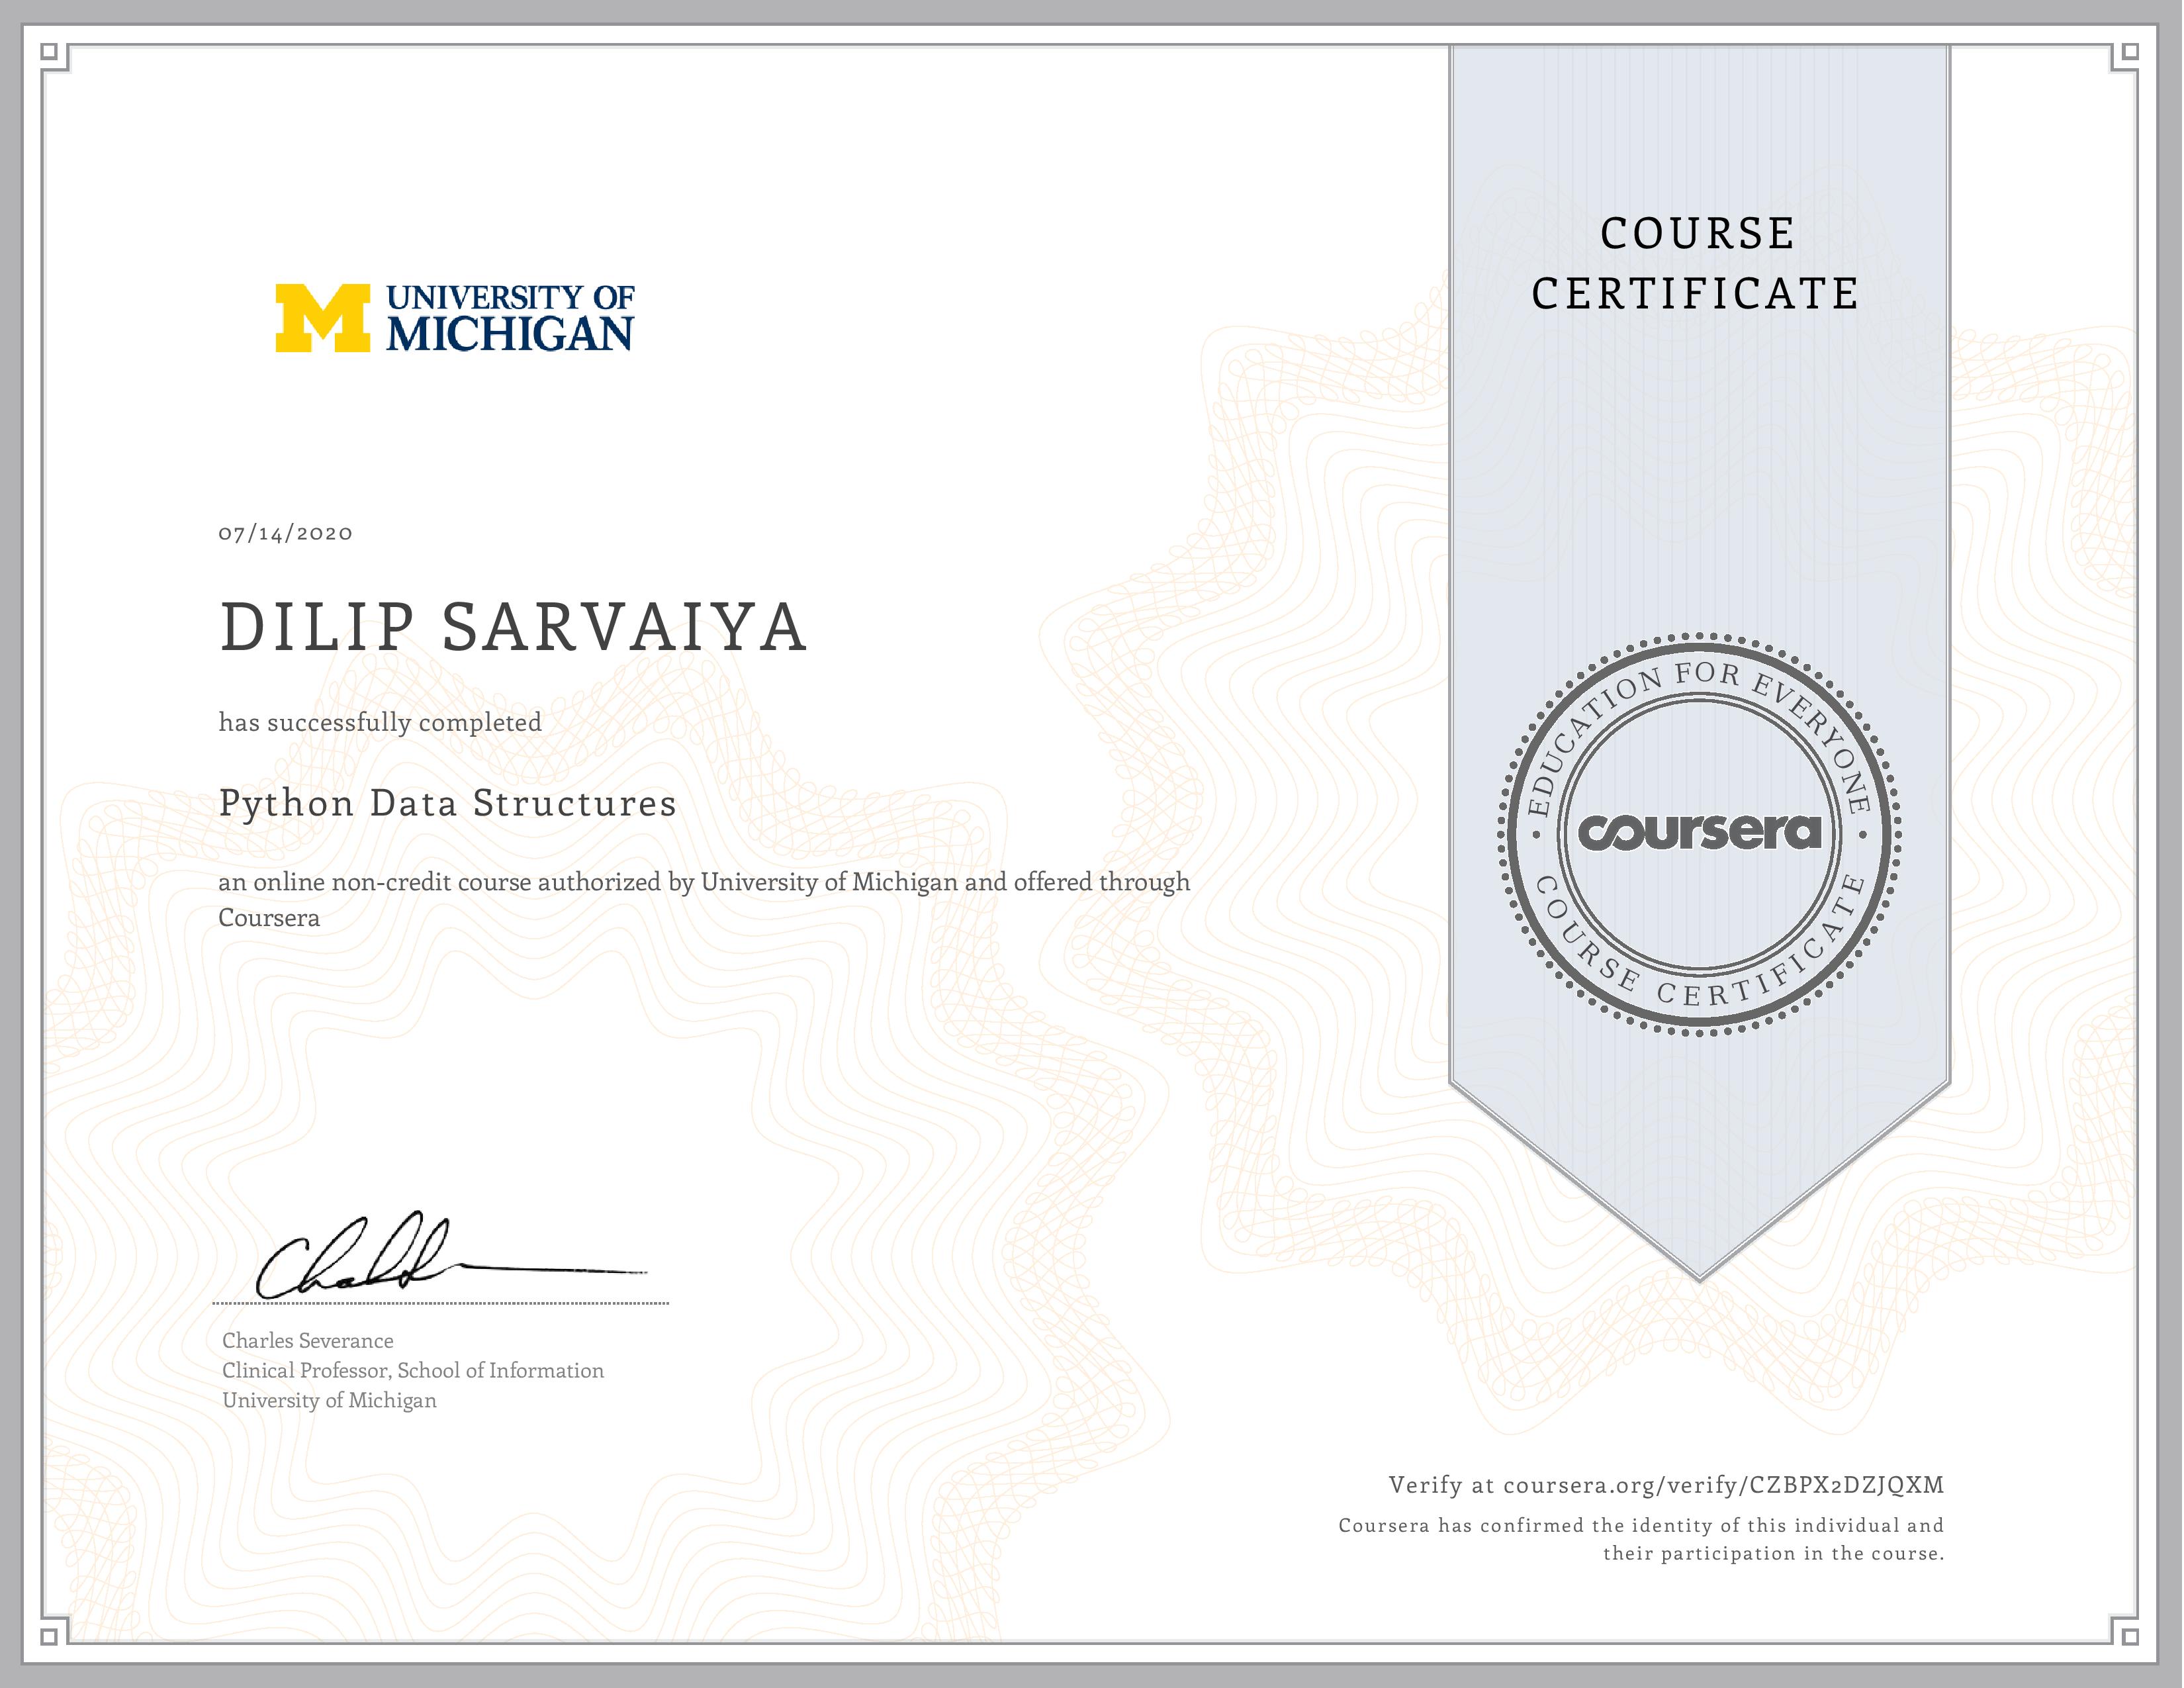 UNIVERSITY OF
MICHIGAN
07/14/2020
DILIP SARVAIYA
has successfully completed
Python Data Structures
an online non-credit course authorized by University of Michigan and offered through
Coursera
Charles Severance
Clinical Professor, School of Information
University of Michigan
COURSE
CERTIFICATE
EDUCATION FOR EVERYONE
coursera
COURSE CERTIFICATE
Verify at coursera.org/verify/CZBPX2DZJQXM
Coursera has confirmed the identity of this individual and
their participation in the course.